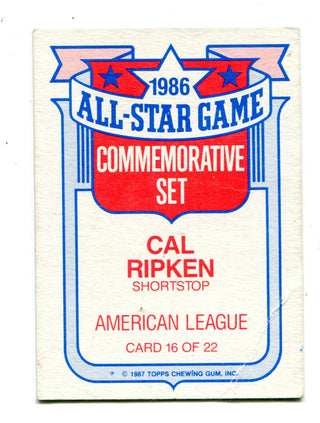 1986
ALL-STAR GAME
COMMEMORATIVE
SET
CAL
RIPKEN
SHORTSTOP
AMERICAN LEAGUE
CARD 16 OF 22
© 1987 TOPPS CHEWING GUM, INC.